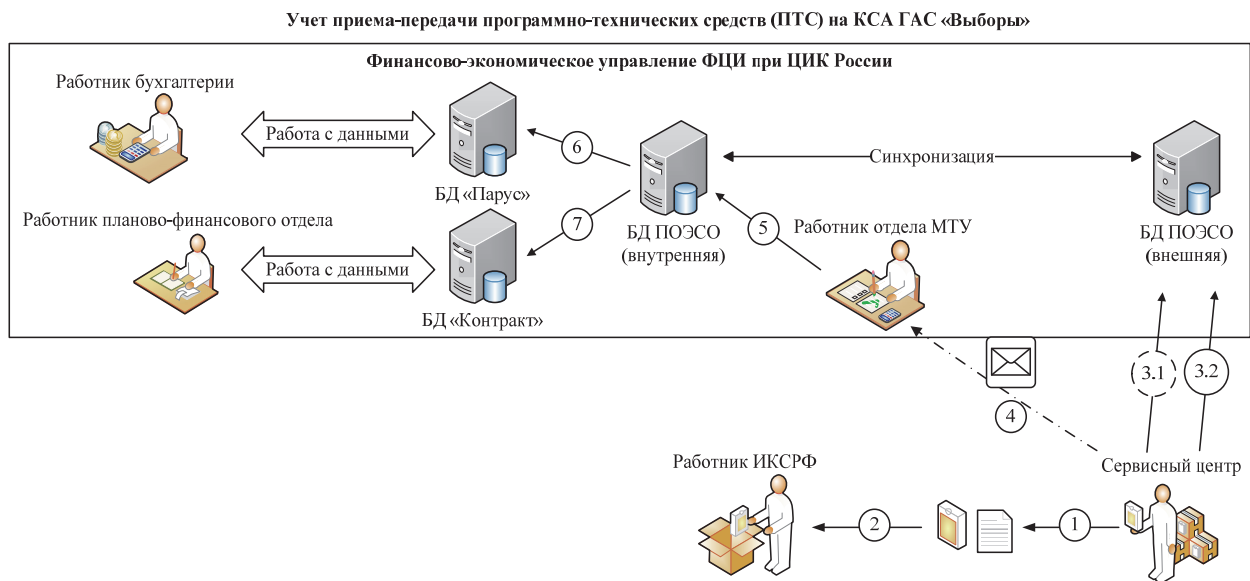 Учет приема-передачи программно-технических средств (ПТС) на КСА ГАС «Выборы»
Финансово-экономическое управление ФЦИ при ЦИК России
Работник бухгалтерии
Работа с данными
БД «Парус»
6
Синхронизация
БД ПОЭСО
(внутренняя)
БД ПОЭСО
(внешняя)
Работник планово-финансового отдела
Работа с данными
БД «Контракт»
7
5
Работник отдела МТУ
3.1
3.2
4
Работник ИКСРФ
Сервисный центр
2
1